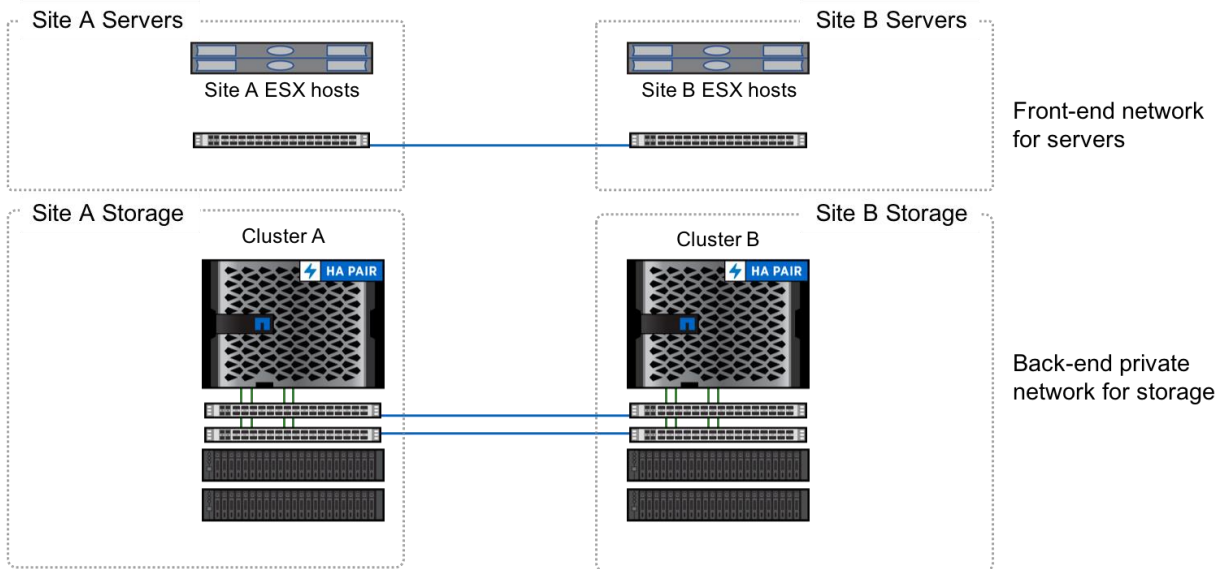 Site A Servers
Site B Servers
Site A ESX hosts
Site B ESX hosts
Front-end network
for servers
Site A Storage
Site B Storage
Cluster A
Cluster B
HA PAIR
HA PAIR
Back-end private
network for storage